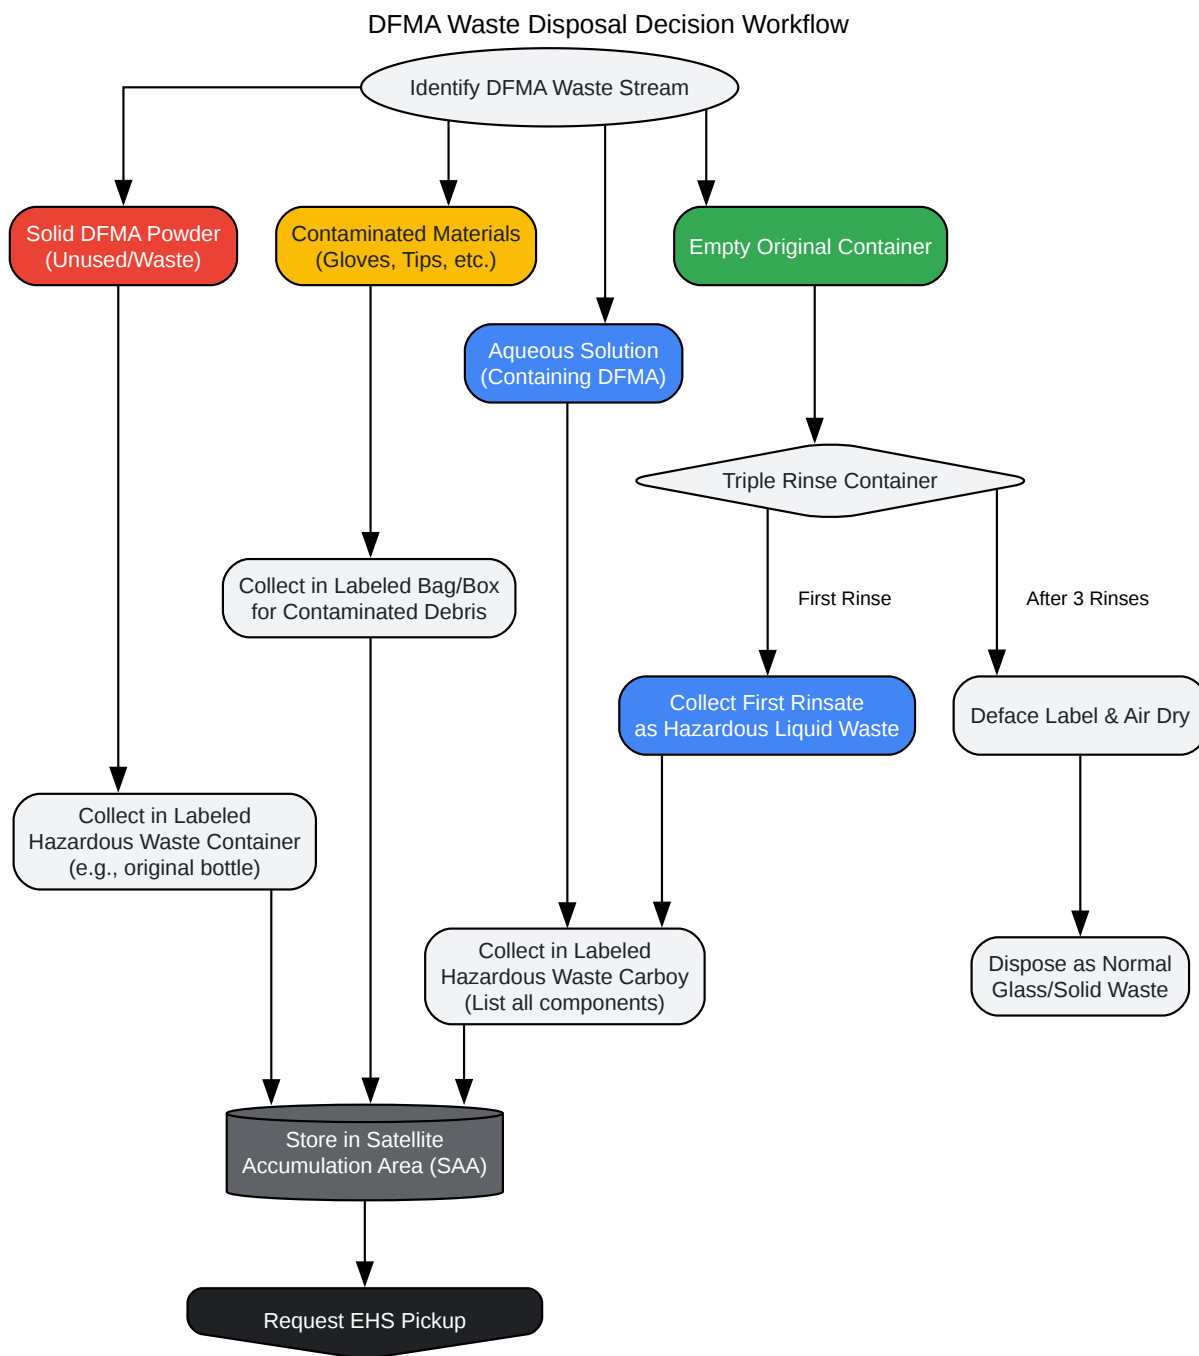 DFMA Waste Disposal Decision Workflow
Identify DFMA Waste Stream
Solid DFMA Powder
(Unused/Waste)
Contaminated Materials
(Gloves, Tips, etc.)
Empty Original Container
Aqueous Solution
(Containing DFMA)
Triple Rinse Container
Collect in Labeled Bag/Box
for Contaminated Debris
First Rinse
After 3 Rinses
Collect First Rinsate
as Hazardous Liquid Waste
Deface Label & Air Dry
Collect in Labeled
Hazardous Waste Container
(e.g., original bottle)
Collect in Labeled
Hazardous Waste Carboy
(List all components)
Dispose as Normal
Glass/Solid Waste
Store in Satellite
Accumulation Area (SAA)
Request EHS Pickup